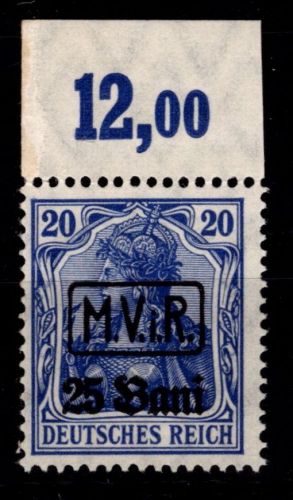 12,00
20 20
M.V.i.R.
25 Bani
DEUTSCHES REICH